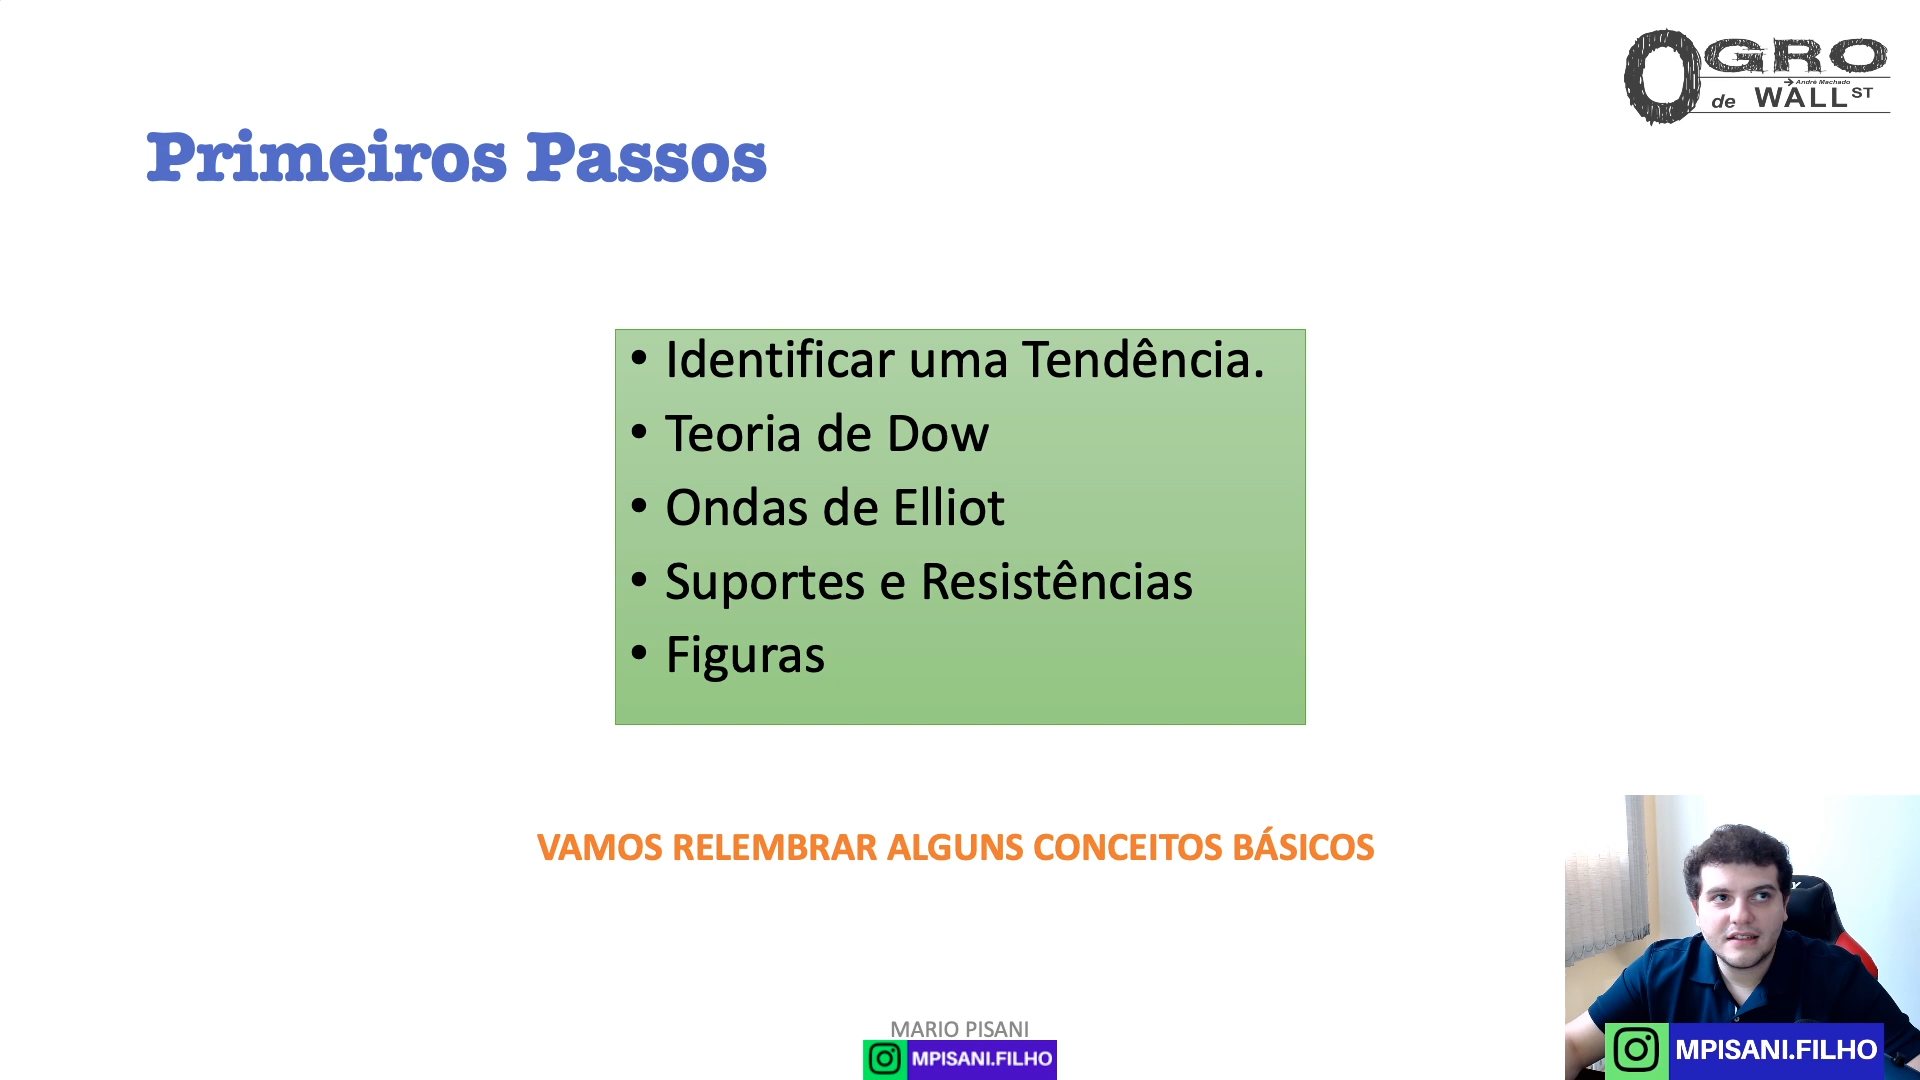 OGRO
André Machado
de WALL ST
Primeiros Passos
• Identificar uma Tendência.
• Teoria de Dow
• Ondas de Elliot
• Suportes e Resistências
• Figuras
VAMOS RELEMBRAR ALGUNS CONCEITOS BÁSICOS
MARIO PISANI
MPISANI.FILHO
MPISANI.FILHO